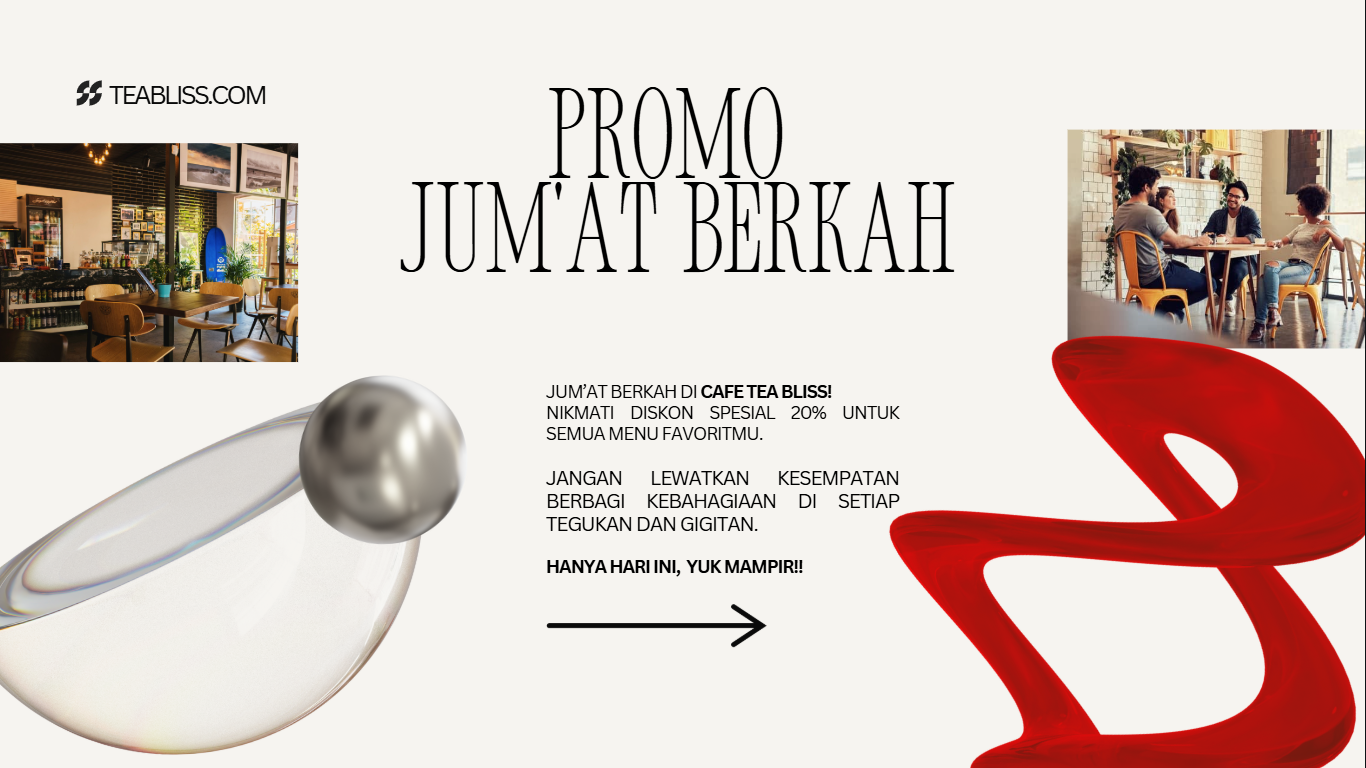 TEABLISS.COM
PROMO
JUM'AT BERKAH
JUM'AT BERKAH DI CAFE TEA BLISS!
NIKMATI DISKON SPESIAL 20% UNTUK
SEMUA MENU FAVORITMU.
JANGAN LEWATKAN KESEMPATAN
BERBAGI KEBAHAGIAAN DI SETIAP
TEGUKAN DAN GIGITAN.
HANYA HARI INI, YUK MAMPIR!!